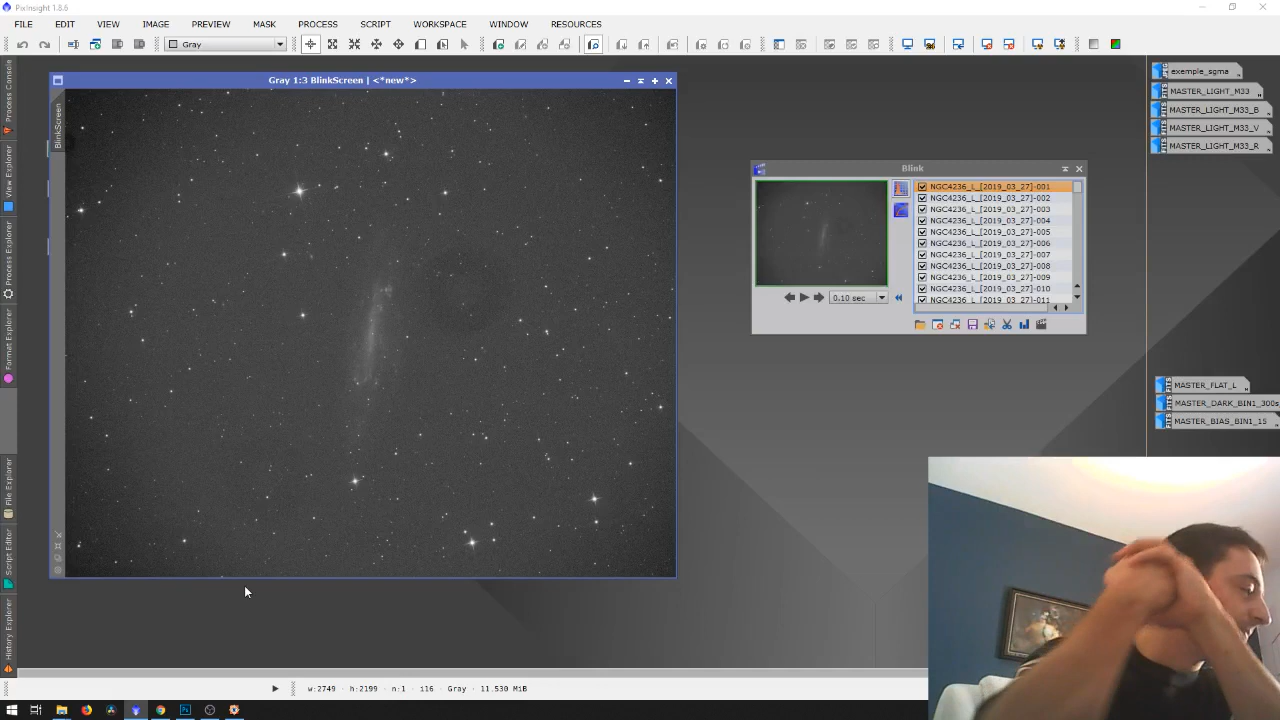 PixInsight 1.8.6
FILE EDIT VIEW IMAGE PREVIEW MASK PROCESS SCRIPT WORKSPACE WINDOW RESOURCES
Gray
Process Console
View Explorer
Process Explorer
Format Explorer
File Explorer
Script Editor
History Explorer
Gray 1:3 BlinkScreen | <*new*>
BlinkScreen
Blink
NGC4236_L_[2019_03_27]-001
NGC4236_L_[2019_03_27]-002
NGC4236_L_[2019_03_27]-003
NGC4236_L_[2019_03_27]-004
NGC4236_L_[2019_03_27]-005
NGC4236_L_[2019_03_27]-006
NGC4236_L_[2019_03_27]-007
NGC4236_L_[2019_03_27]-008
NGC4236_L_[2019_03_27]-009
NGC4236_L_[2019_03_27]-010
NGC4236_L_[2019_03_27]-011
0.10 sec
exemple_sgma
MASTER_LIGHT_M33
MASTER_LIGHT_M33_B
MASTER_LIGHT_M33_V
MASTER_LIGHT_M33_R
MASTER_FLAT_L
MASTER_DARK_BIN1_300s
MASTER_BIAS_BIN1_15
w:2749 · h:2199 · n:1 · i16 · Gray · 11.530 MiB